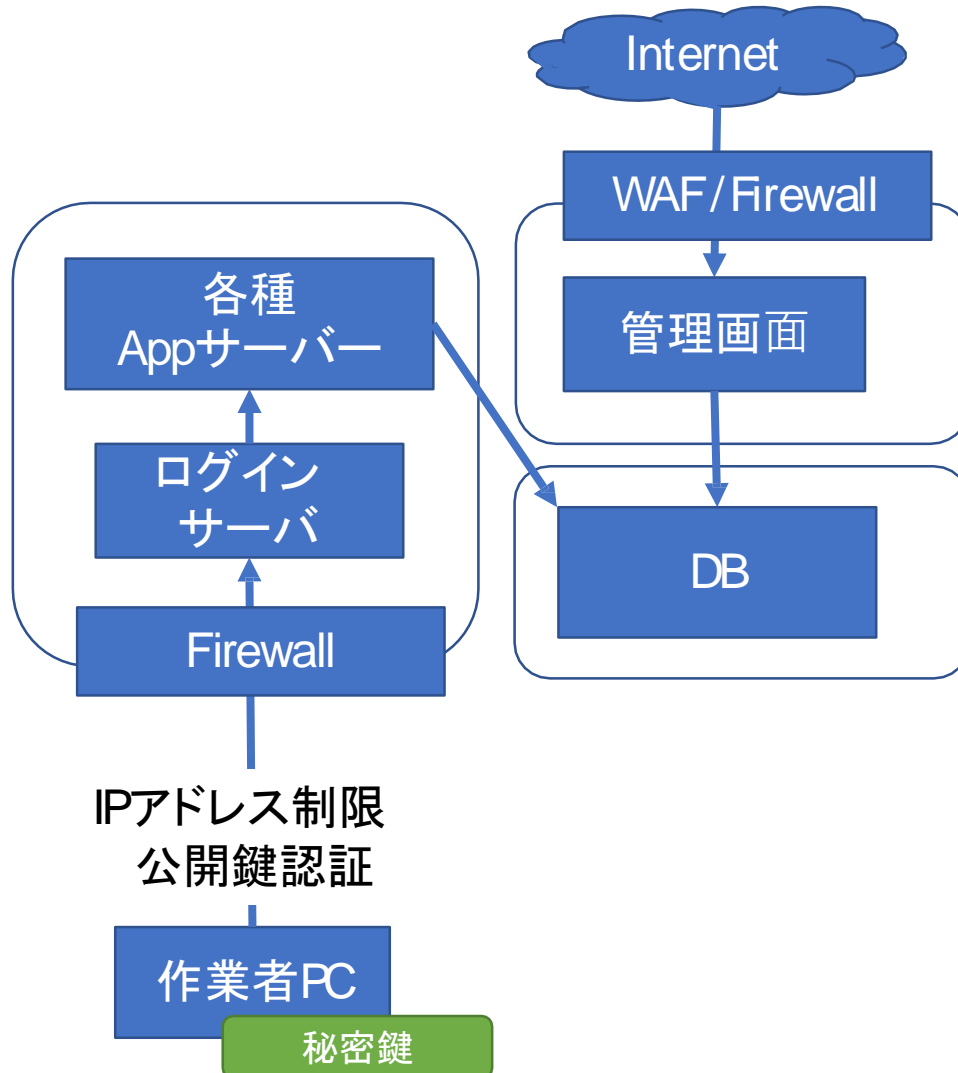 Internet
WAF / Firewall
各種
Appサーバー
管理画面
ログイン
サーバ
DB
Firewall
IPアドレス制限
公開鍵認証
作業者PC
秘密鍵